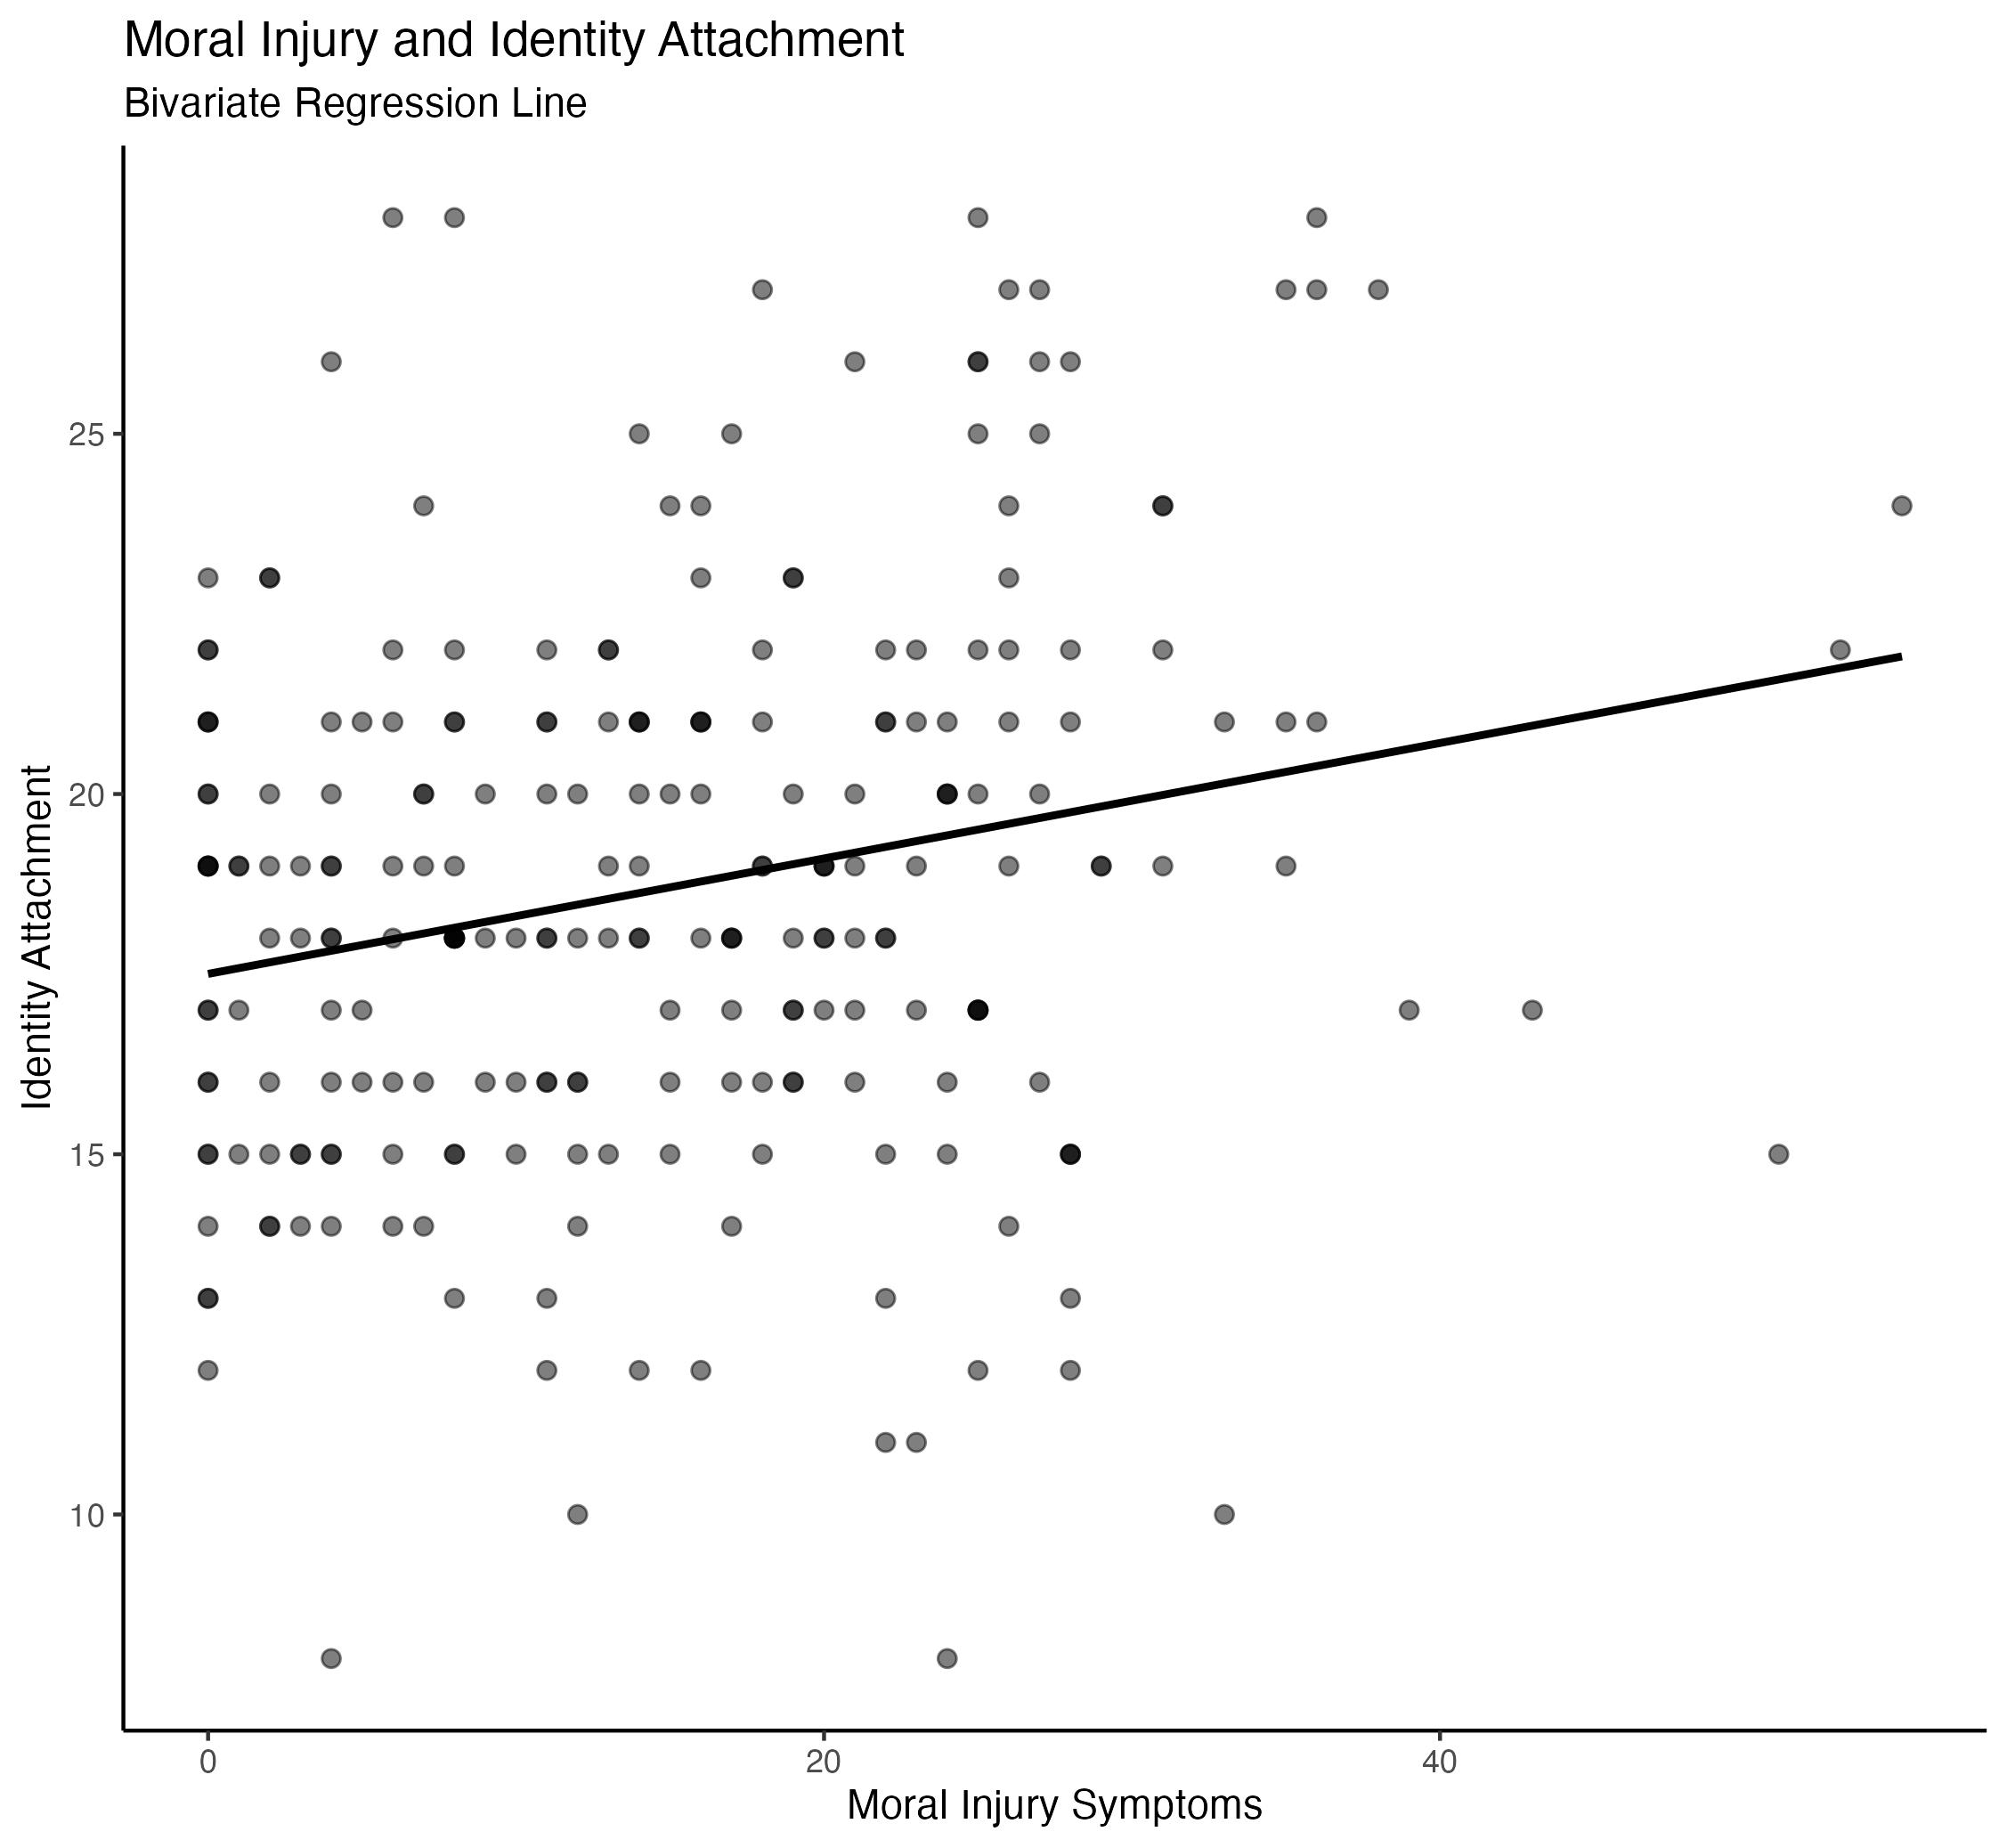 Moral Injury and Identity Attachment
Bivariate Regression Line
Identity Attachment
25
20
15
10
0
20
40
Moral Injury Symptoms